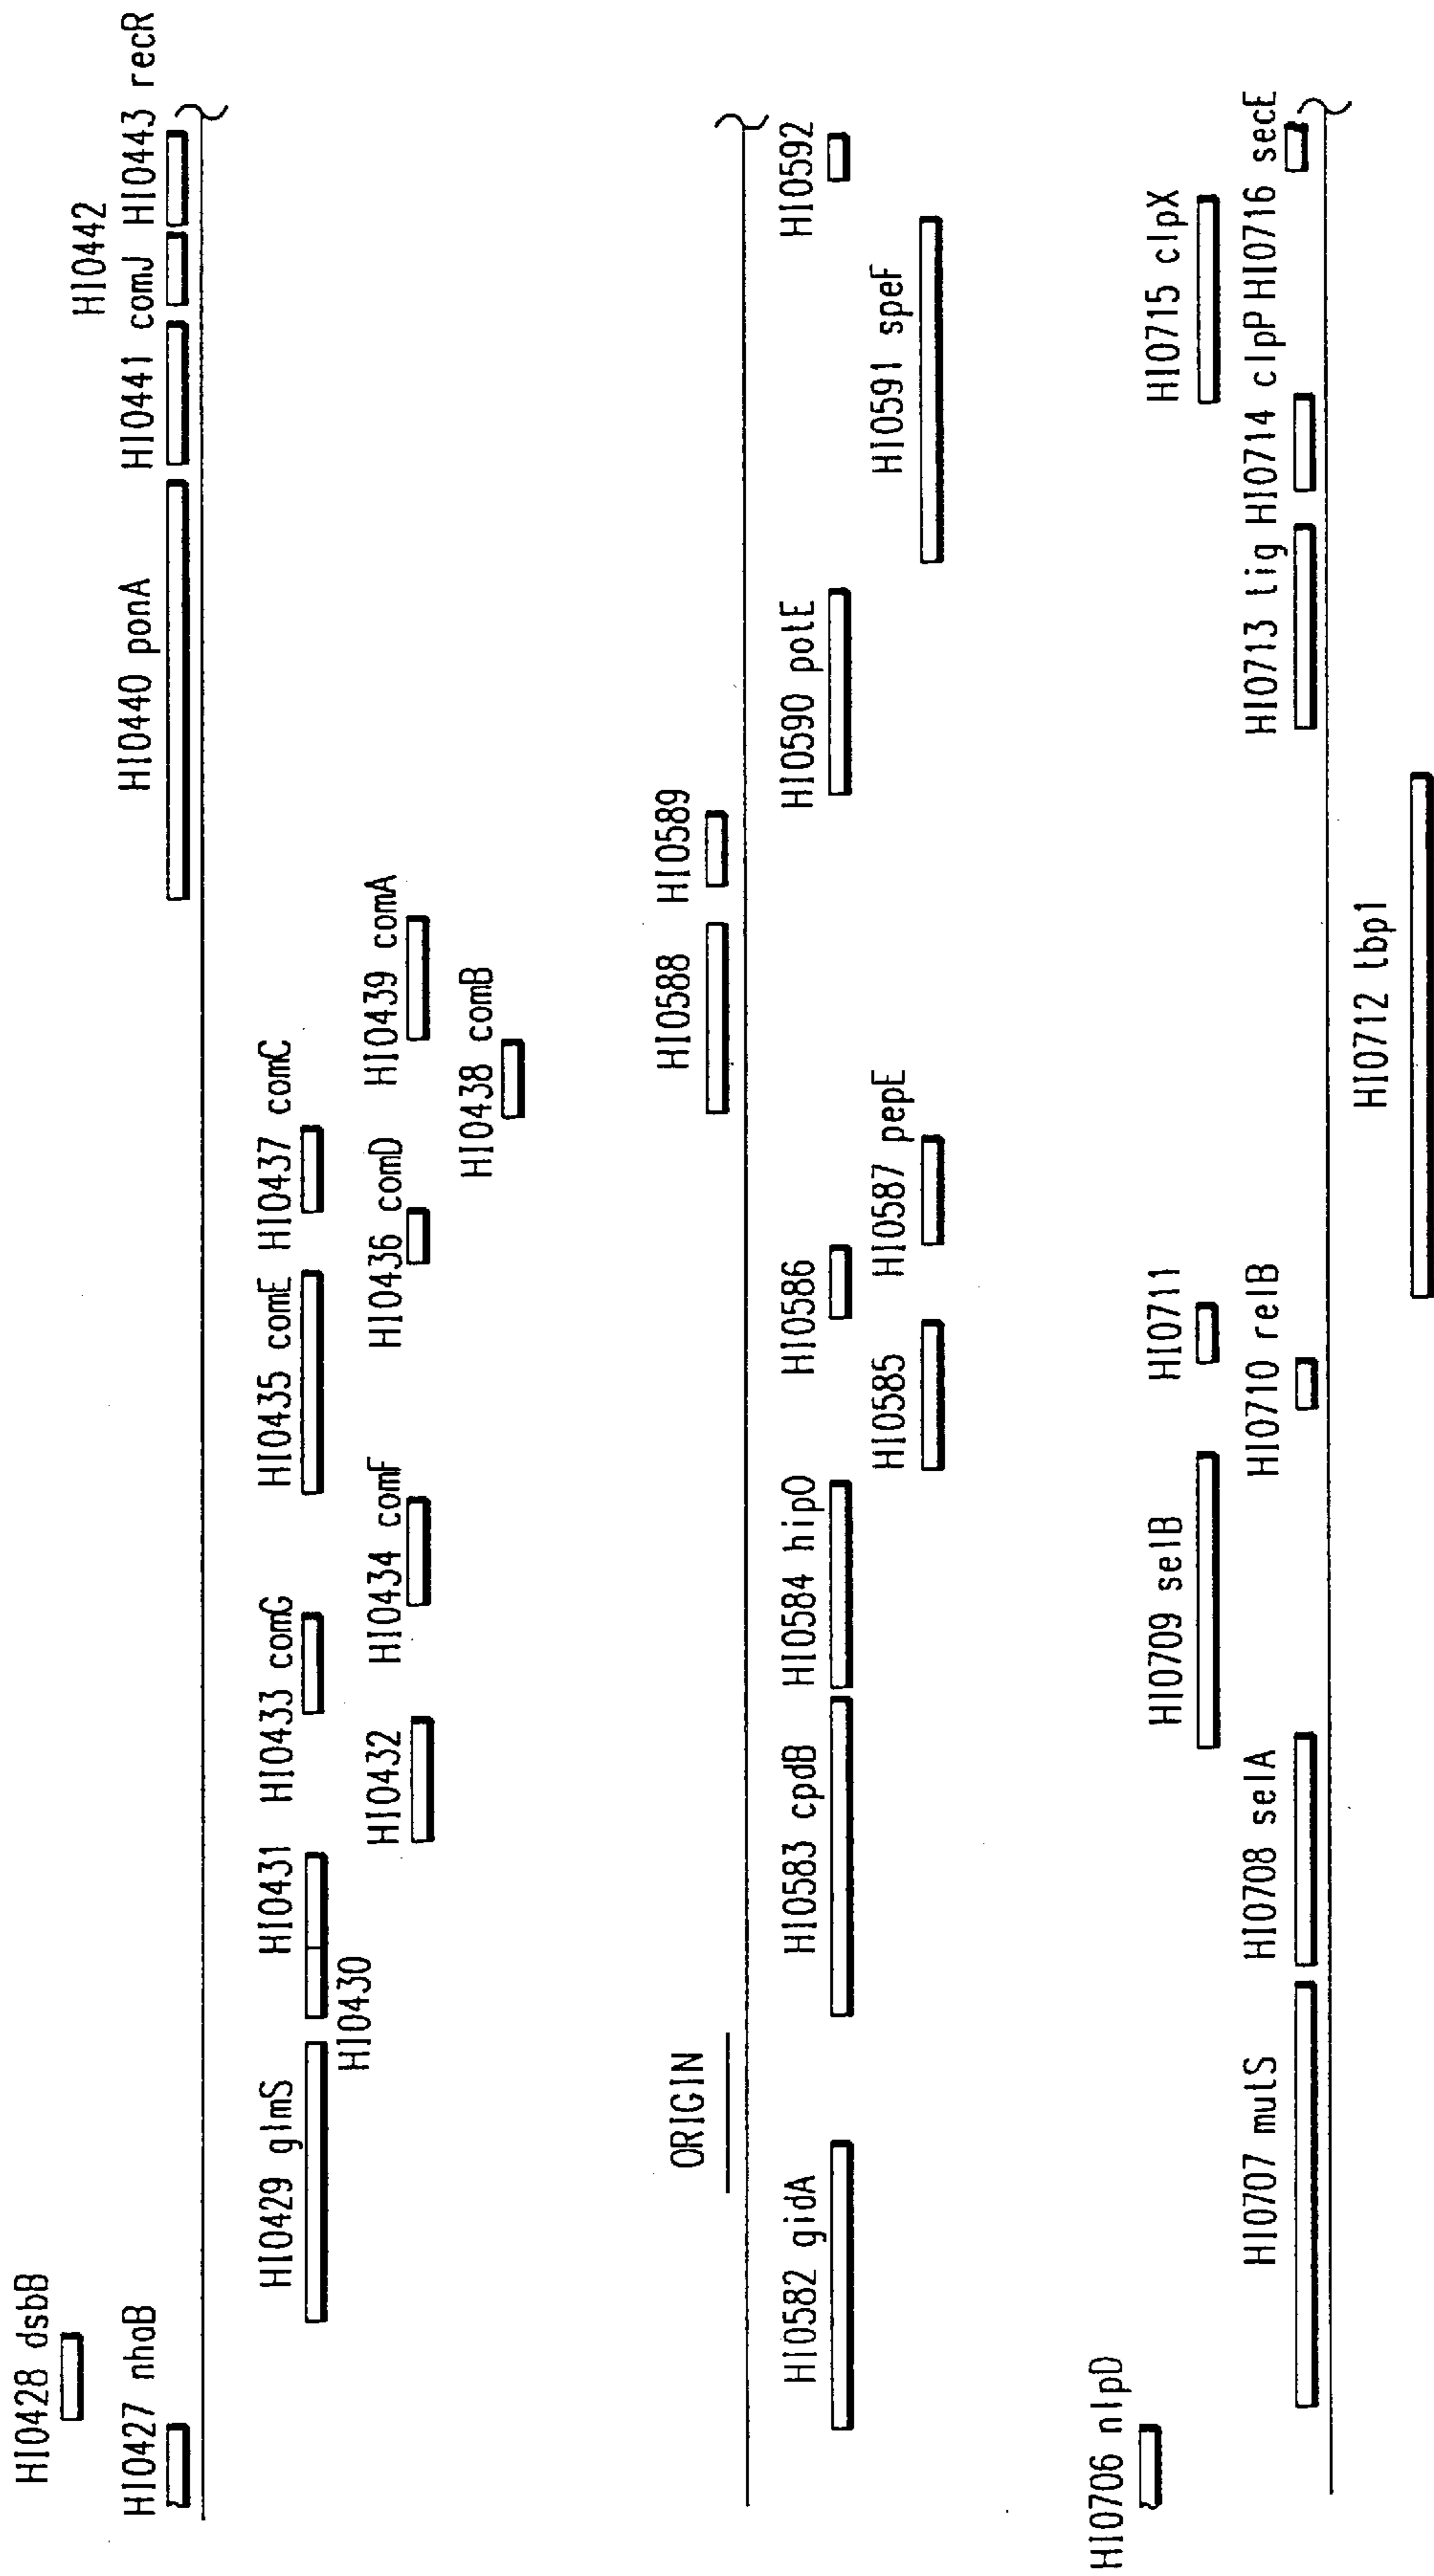 HI0428 dsbB
HI0442
HI0427 nhaB
HI0440 ponA
HI0441 comJ
HI0443 recR
HI0429 glmS
HI0431
HI0433 comG
HI0435 comE
HI0437 comC
HI0430
HI0432
HI0434 comF
HI0436 comD
HI0439 comA
HI0438 comB
ORIGIN
HI0588
HI0589
HI0582 gidA
HI0583 cpdB
HI0584 hipO
HI0586
HI0590 potE
HI0592
HI0585
HI0587 pepE
HI0591 speF
HI0706 nlpD
HI0709 selB
HI0711
HI0715 clpX
HI0707 mutS
HI0708 selA
HI0710 relB
HI0713 tig
HI0714 clpP
HI0716 secE
HI0712 tbp1